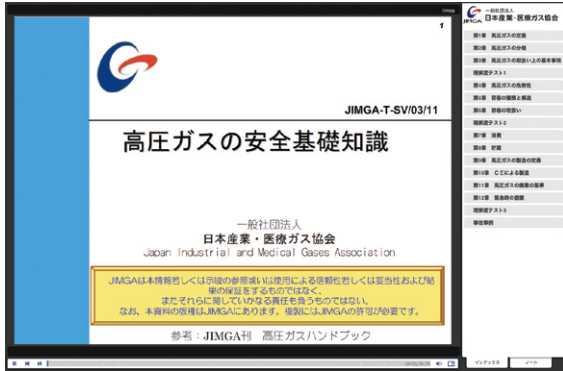 Jimga
1
JIMGA-T-SV/03/11
高圧ガスの安全基礎知識
一般社団法人
日本産業・医療ガス協会
Japan Industrial and Medical Gases Association
JIMGAは本情報若しくは示唆の参照或いは使用による信頼性若しくは妥当性および結
果の保証をするものではなく、
またそれらに関していかなる責任も負うものではない。
なお、本資料の版権はJIMGAにあります。複製にはJIMGAの許可が必要です。
参考：JIMGA刊 高圧ガスハンドブック
JIMGA
一般社団法人
日本産業・医療ガス協会
第1章 高圧ガスの定義
第2章 高圧ガスの分類
第3章 高圧ガスの取扱い上の基本事項
理解度テスト1
第4章 高圧ガスの危険性
第5章 容器の種類と構造
第6章 容器の取扱い
理解度テスト2
第7章 消費
第8章 貯蔵
第9章 高圧ガスの製造の定義
第10章 CEによる製造
第11章 高圧ガスの廃棄の基準
第12章 緊急時の措置
理解度テスト3
事故事例
インデックス
ノート